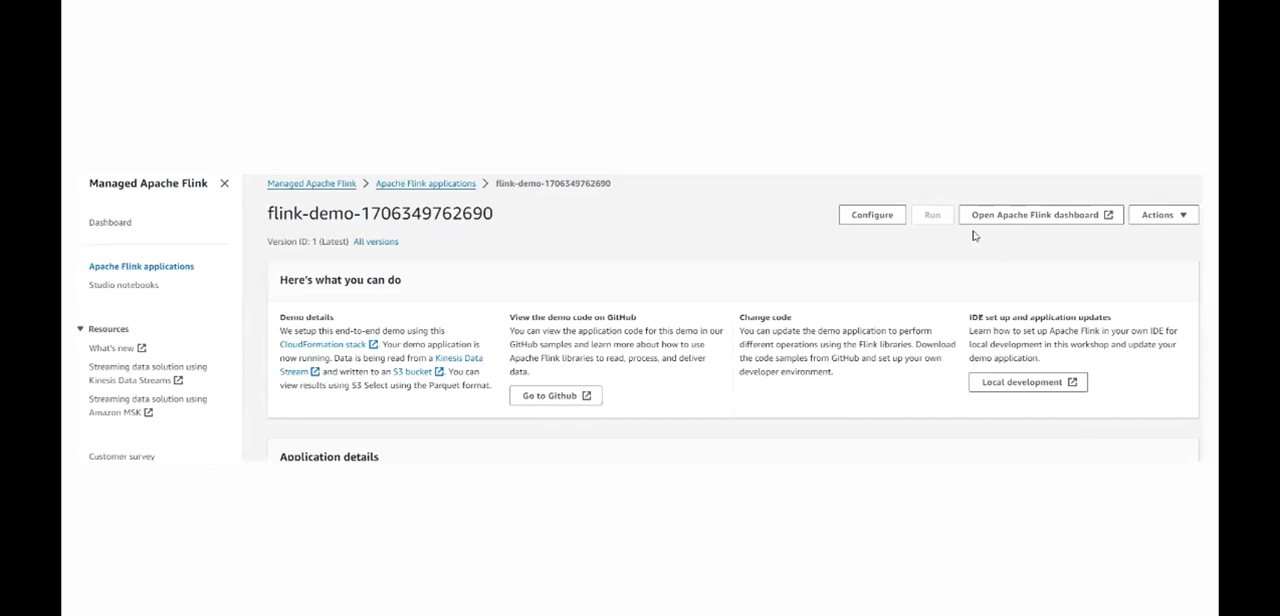 Managed Apache Flink
Dashboard
Apache Flink applications
Studio notebooks
Resources
What's new
Streaming data solution using
Kinesis Data Streams
Streaming data solution using
Amazon MSK
Customer survey
Managed Apache Flink > Apache Flink applications > flink-demo-1706349762690
flink-demo-1706349762690
Configure
Run
Open Apache Flink dashboard
Actions
Version ID: 1 (Latest) All versions
Here's what you can do
Demo details
We setup this end-to-end demo using this
CloudFormation stack. Your demo application is
now running. Data is being read from a Kinesis Data
Stream and written to an S3 bucket. You can
view results using S3 Select using the Parquet format.
View the demo code on GitHub
You can view the application code for this demo in our
GitHub samples and learn more about how to use
Apache Flink libraries to read, process, and deliver
data.
Go to Github
Change code
You can update the demo application to perform
different operations using the Flink libraries. Download
the code samples from GitHub and set up your own
developer environment.
IDE set up and application updates
Learn how to set up Apache Flink in your own IDE for
local development in this workshop and update your
demo application.
Local development
Application details